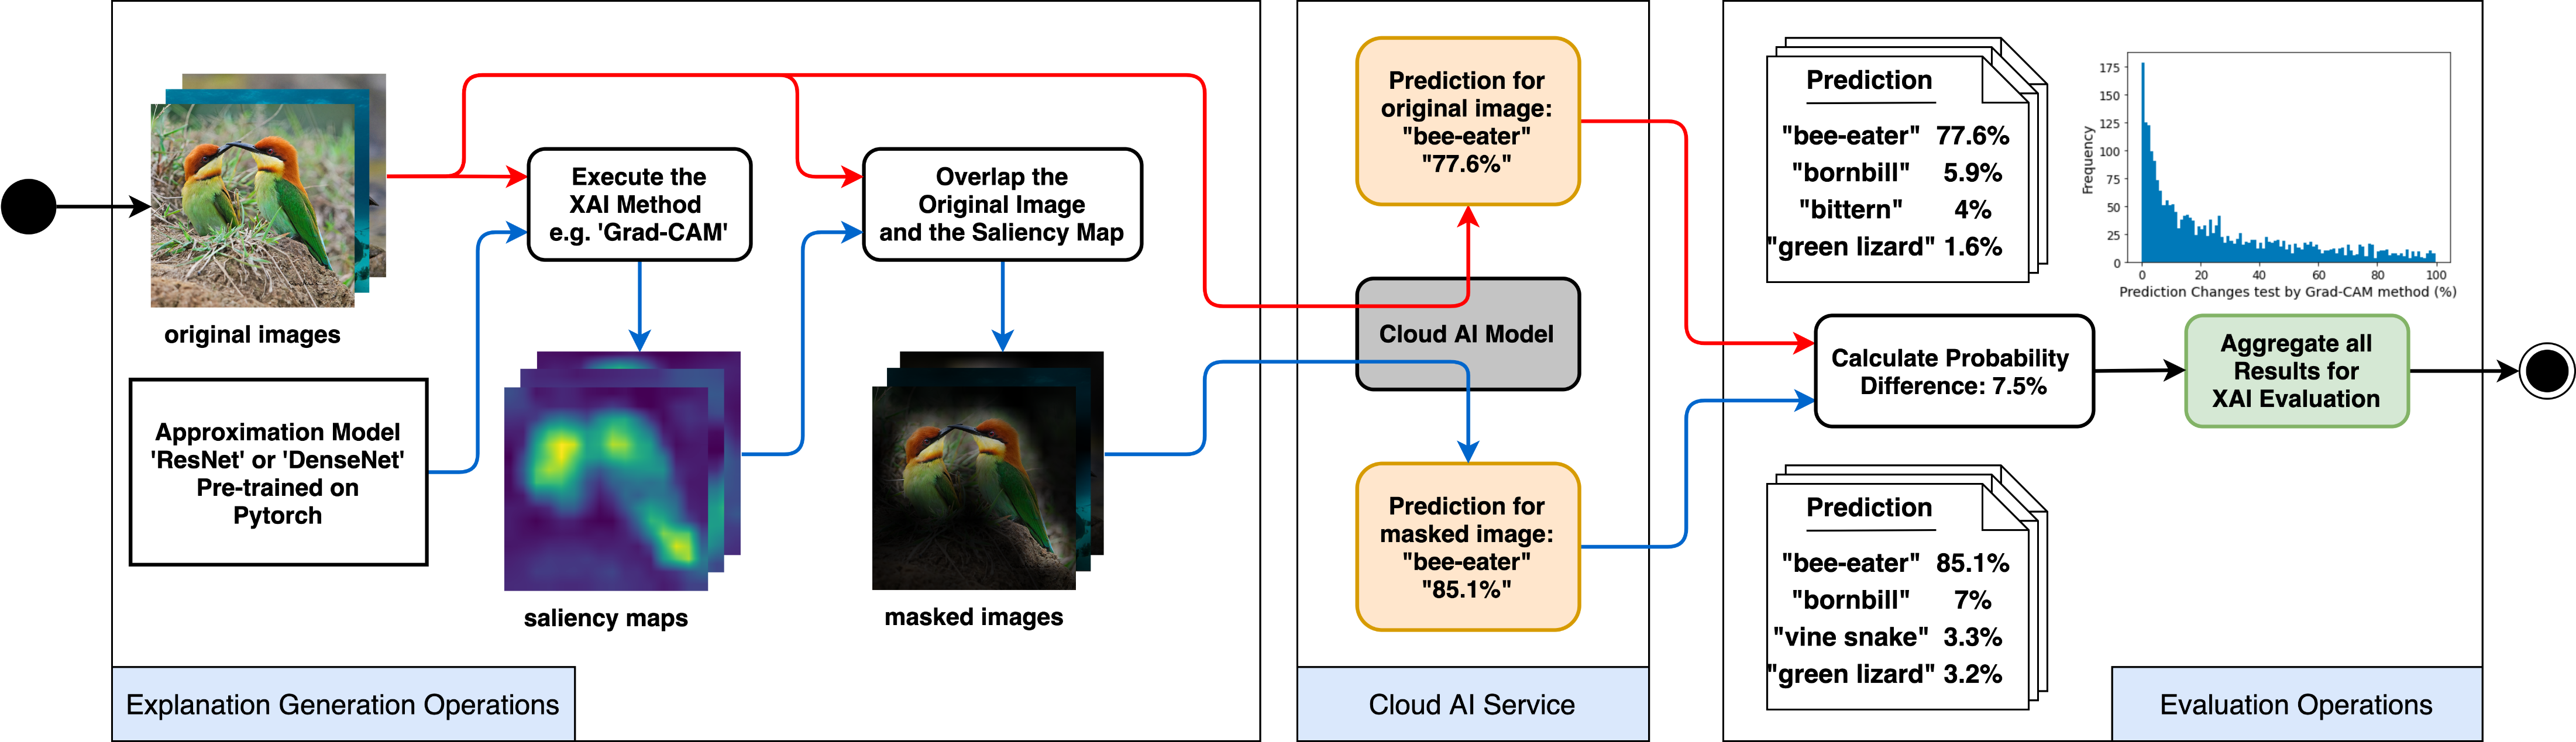 original images
Approximation Model
'ResNet' or 'DenseNet'
Pre-trained on
Pytorch
Execute the
XAI Method
e.g. 'Grad-CAM'
saliency maps
Overlap the
Original Image
and the Saliency Map
masked images
Explanation Generation Operations
Prediction for
original image:
"bee-eater"
"77.6%"
Cloud AI Model
Prediction for
masked image:
"bee-eater"
"85.1%"
Cloud AI Service
Prediction
"bee-eater" 77.6%
"bornbill" 5.9%
"bittern" 4%
"green lizard" 1.6%
Frequency
175
150
125
100
75
50
25
0
0 20 40 60 80 100
Prediction Changes test by Grad-CAM method (%)
Calculate Probability
Difference: 7.5%
Aggregate all
Results for
XAI Evaluation
Prediction
"bee-eater" 85.1%
"bornbill" 7%
"vine snake" 3.3%
"green lizard" 3.2%
Evaluation Operations